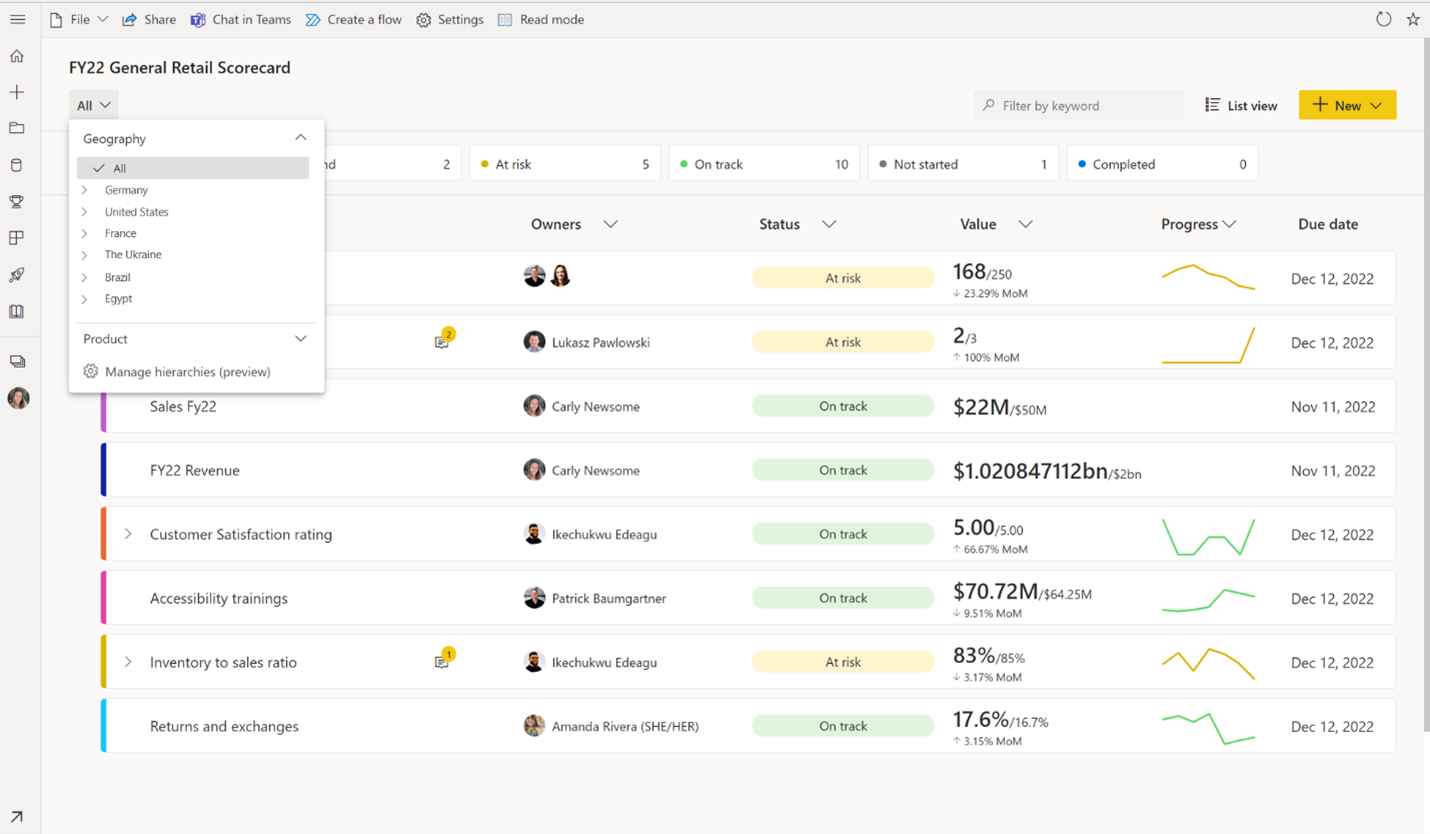 File Share Chat in Teams Create a flow Settings Read mode
FY22 General Retail Scorecard
All Filter by keyword List view New
Geography
All
Germany
United States
France
The Ukraine
Brazil
Egypt
Product
Manage hierarchies (preview)
nd 2 At risk 5 On track 10 Not started 1 Completed 0
Owners Status Value Progress Due date
At risk 168/250 Dec 12, 2022
↓ 23.29% MoM
2 Lukasz Pawlowski At risk 2/3 Dec 12, 2022
↑ 100% MoM
Sales Fy22 Carly Newsome On track $22M/$50M Nov 11, 2022
FY22 Revenue Carly Newsome On track $1.020847112bn/$2bn Nov 11, 2022
Customer Satisfaction rating Ikechukwu Edeagu On track 5.00/5.00 Dec 12, 2022
↑ 66.67% MoM
Accessibility trainings Patrick Baumgartner On track $70.72M/$64.25M Dec 12, 2022
↓ 9.51% MoM
Inventory to sales ratio 1 Ikechukwu Edeagu At risk 83%/85% Dec 12, 2022
↓ 3.17% MoM
Returns and exchanges Amanda Rivera (SHE/HER) On track 17.6%/16.7% Dec 12, 2022
↑ 3.15% MoM